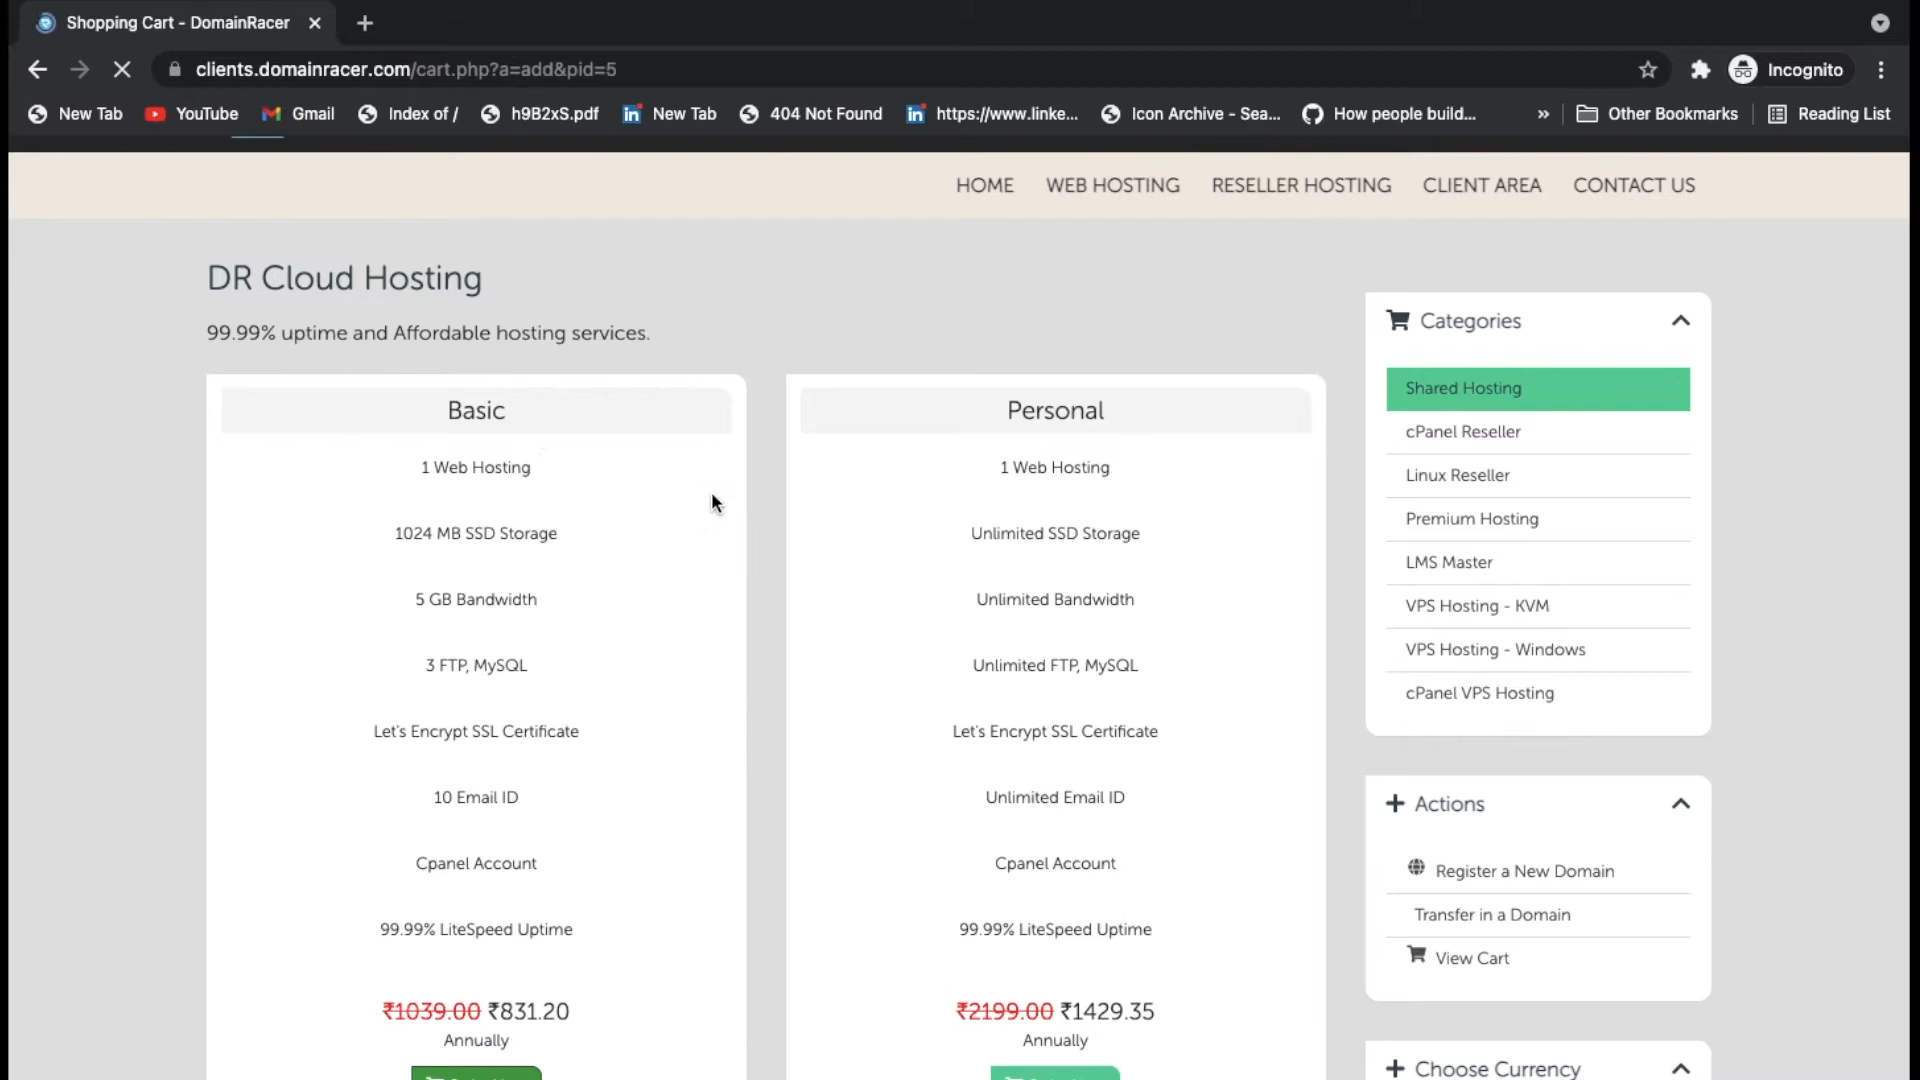 Shopping Cart - DomainRacer
clients.domainracer.com/cart.php?a=add&pid=5
Incognito
New Tab
YouTube
Gmail
Index of /
h9B2xS.pdf
New Tab
404 Not Found
https://www.linke...
Icon Archive - Sea...
How people build...
»
Other Bookmarks
Reading List
HOME
WEB HOSTING
RESELLER HOSTING
CLIENT AREA
CONTACT US
DR Cloud Hosting
99.99% uptime and Affordable hosting services.
Basic
1 Web Hosting
1024 MB SSD Storage
5 GB Bandwidth
3 FTP, MySQL
Let's Encrypt SSL Certificate
10 Email ID
Cpanel Account
99.99% LiteSpeed Uptime
₹1039.00 ₹831.20
Annually
Personal
1 Web Hosting
Unlimited SSD Storage
Unlimited Bandwidth
Unlimited FTP, MySQL
Let's Encrypt SSL Certificate
Unlimited Email ID
Cpanel Account
99.99% LiteSpeed Uptime
₹2199.00 ₹1429.35
Annually
Categories
Shared Hosting
cPanel Reseller
Linux Reseller
Premium Hosting
LMS Master
VPS Hosting - KVM
VPS Hosting - Windows
cPanel VPS Hosting
Actions
Register a New Domain
Transfer in a Domain
View Cart
Choose Currency